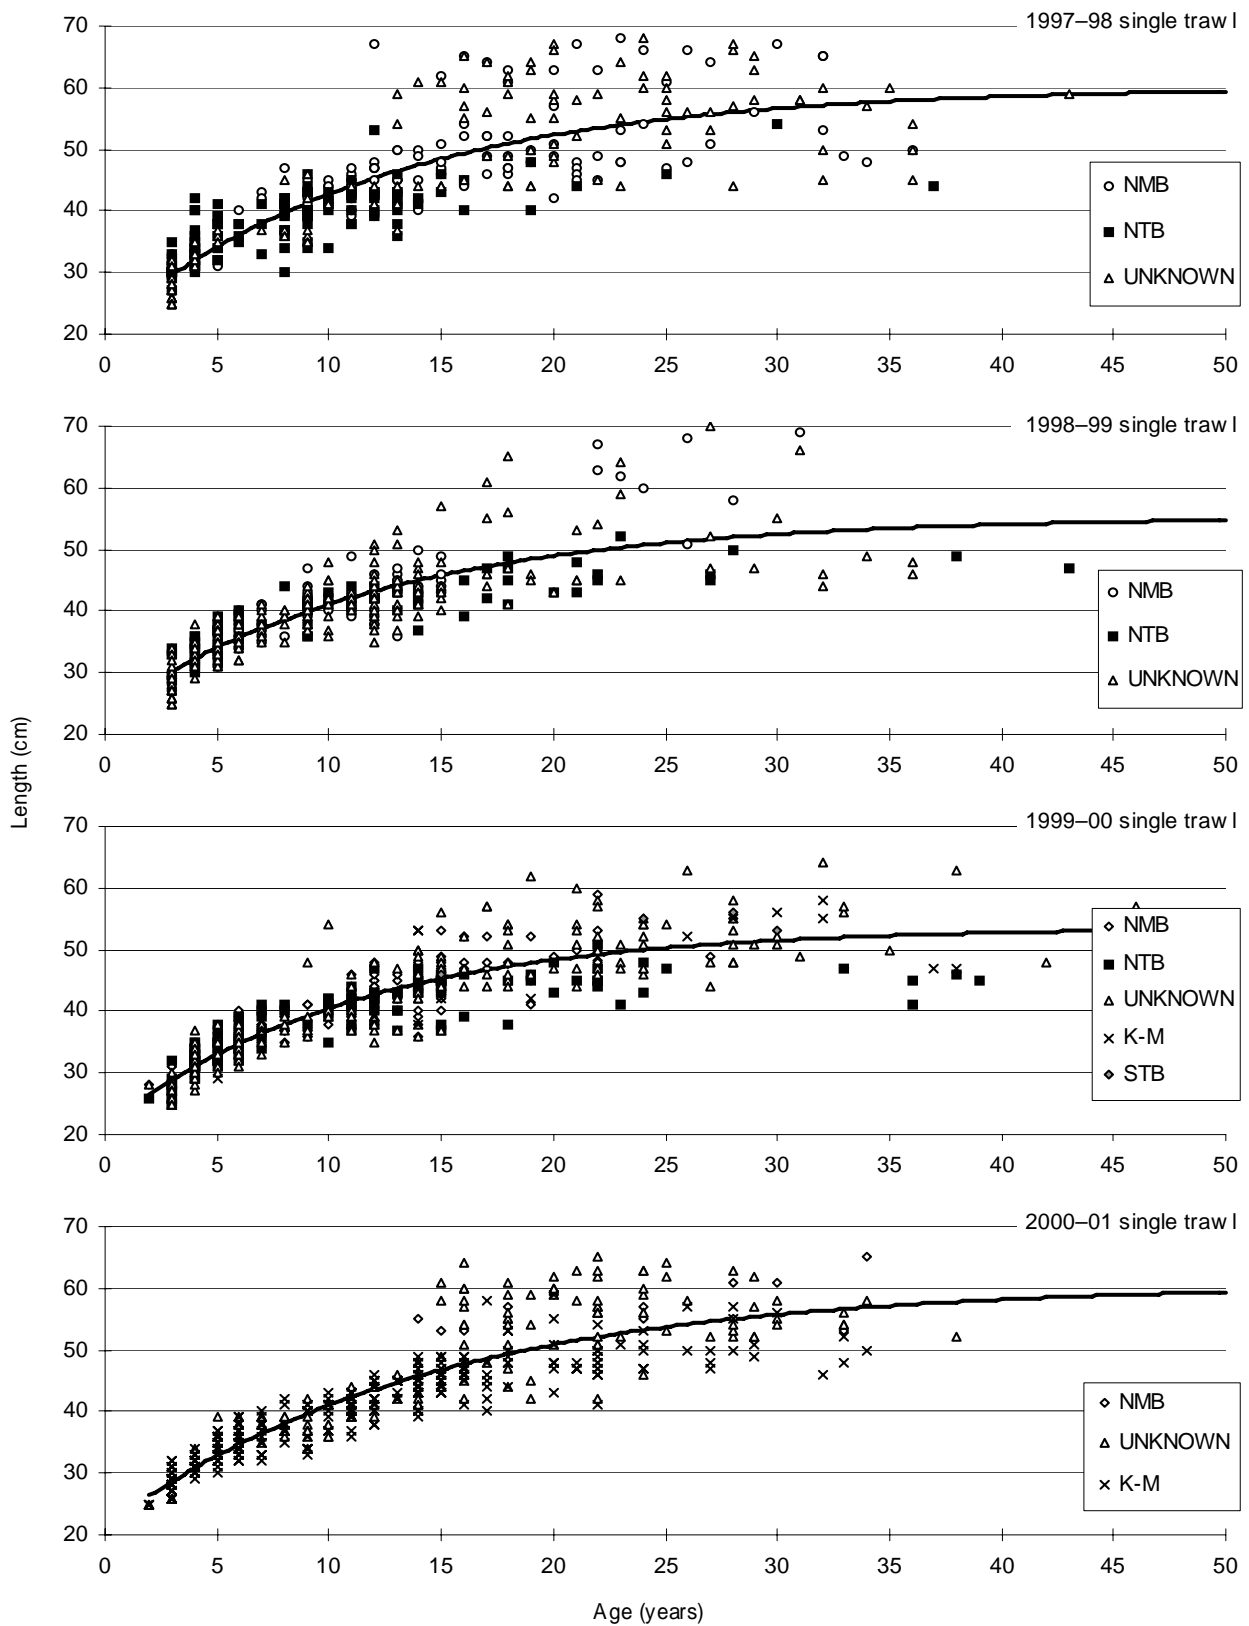 70
1997–98 single trawl
60
50
NMB
40
NTB
30
UNKNOWN
20
0 5 10 15 20 25 30 35 40 45 50
70
1998–99 single trawl
60
50
NMB
40
NTB
30
UNKNOWN
20
0 5 10 15 20 25 30 35 40 45 50
Length (cm)
70
1999–00 single trawl
60
50
NMB
NTB
40
UNKNOWN
K-M
30
STB
20
0 5 10 15 20 25 30 35 40 45 50
70
2000–01 single trawl
60
50
40
NMB
UNKNOWN
30
K-M
20
0 5 10 15 20 25 30 35 40 45 50
Age (years)